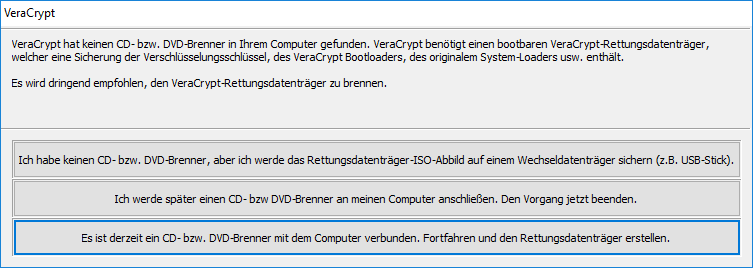 VeraCrypt
VeraCrypt hat keinen CD- bzw. DVD-Brenner in Ihrem Computer gefunden. VeraCrypt benötigt einen bootbaren VeraCrypt-Rettungsdatenträger,
welcher eine Sicherung der Verschlüsselungsschlüssel, des VeraCrypt Bootloaders, des originalem System-Loaders usw. enthält.
Es wird dringend empfohlen, den VeraCrypt-Rettungsdatenträger zu brennen.
Ich habe keinen CD- bzw. DVD-Brenner, aber ich werde das Rettungsdatenträger-ISO-Abbild auf einem Wechseldatenträger sichern (z.B. USB-Stick).
Ich werde später einen CD- bzw DVD-Brenner an meinen Computer anschließen. Den Vorgang jetzt beenden.
Es ist derzeit ein CD- bzw. DVD-Brenner mit dem Computer verbunden. Fortfahren und den Rettungsdatenträger erstellen.